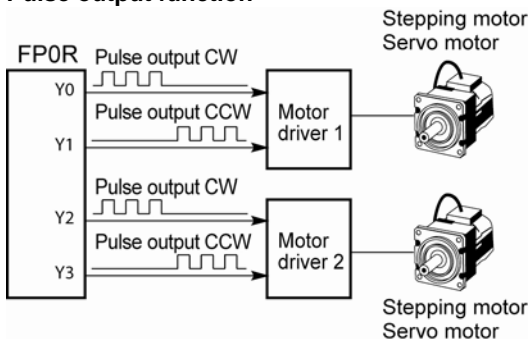 Pulse output function
Stepping motor
Servo motor
FP0R
Pulse output CW
Y0
Pulse output CCW
Y1
Motor
driver 1
Pulse output CW
Y2
Pulse output CCW
Y3
Motor
driver 2
Stepping motor
Servo motor